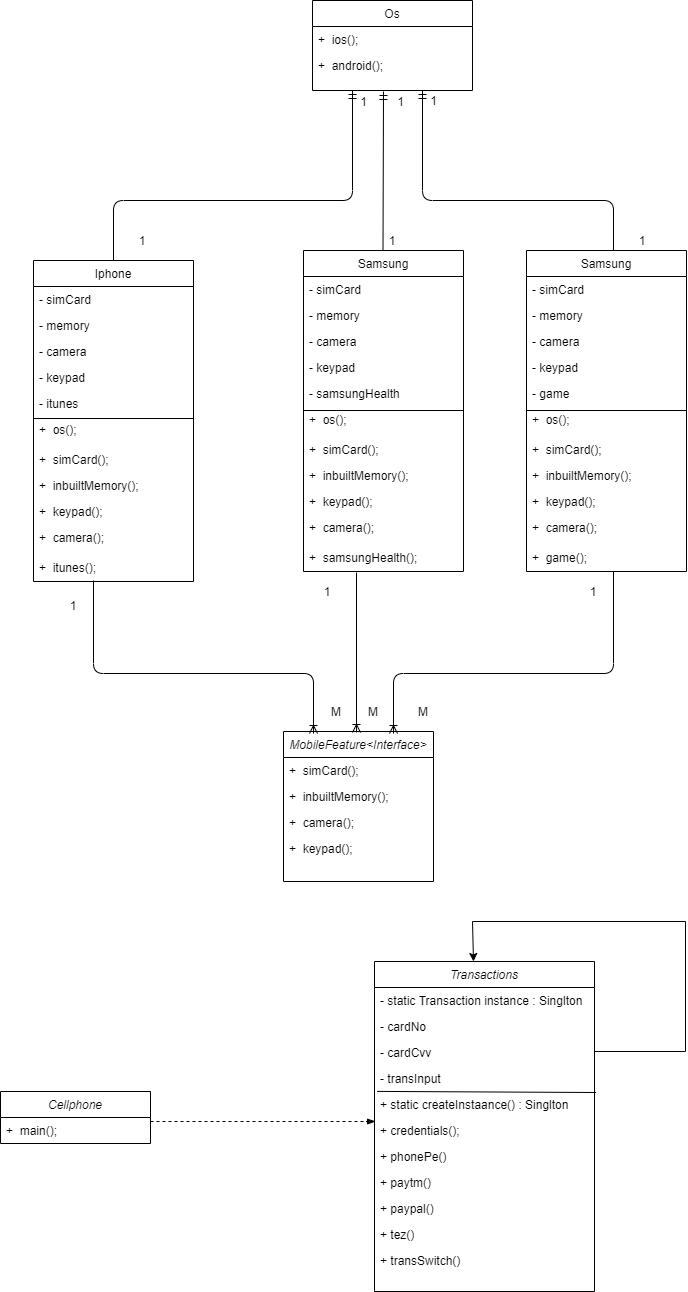 Os
+ ios();
+ android();
1 1 1
1 1 1
Iphone
- simCard
- memory
- camera
- keypad
- itunes
+ os();
+ simCard();
+ inbuiltMemory();
+ keypad();
+ camera();
+ itunes();
Samsung
- simCard
- memory
- camera
- keypad
- samsungHealth
+ os();
+ simCard();
+ inbuiltMemory();
+ keypad();
+ camera();
+ samsungHealth();
Samsung
- simCard
- memory
- camera
- keypad
- game
+ os();
+ simCard();
+ inbuiltMemory();
+ keypad();
+ camera();
+ game();
1 1 1
M M M
MobileFeature<Interface>
+ simCard();
+ inbuiltMemory();
+ camera();
+ keypad();
Transactions
- static Transaction instance : Singlton
- cardNo
- cardCvv
- transInput
+ static createInstaance() : Singlton
+ credentials();
+ phonePe()
+ paytm()
+ paypal()
+ tez()
+ transSwitch()
Cellphone
+ main();